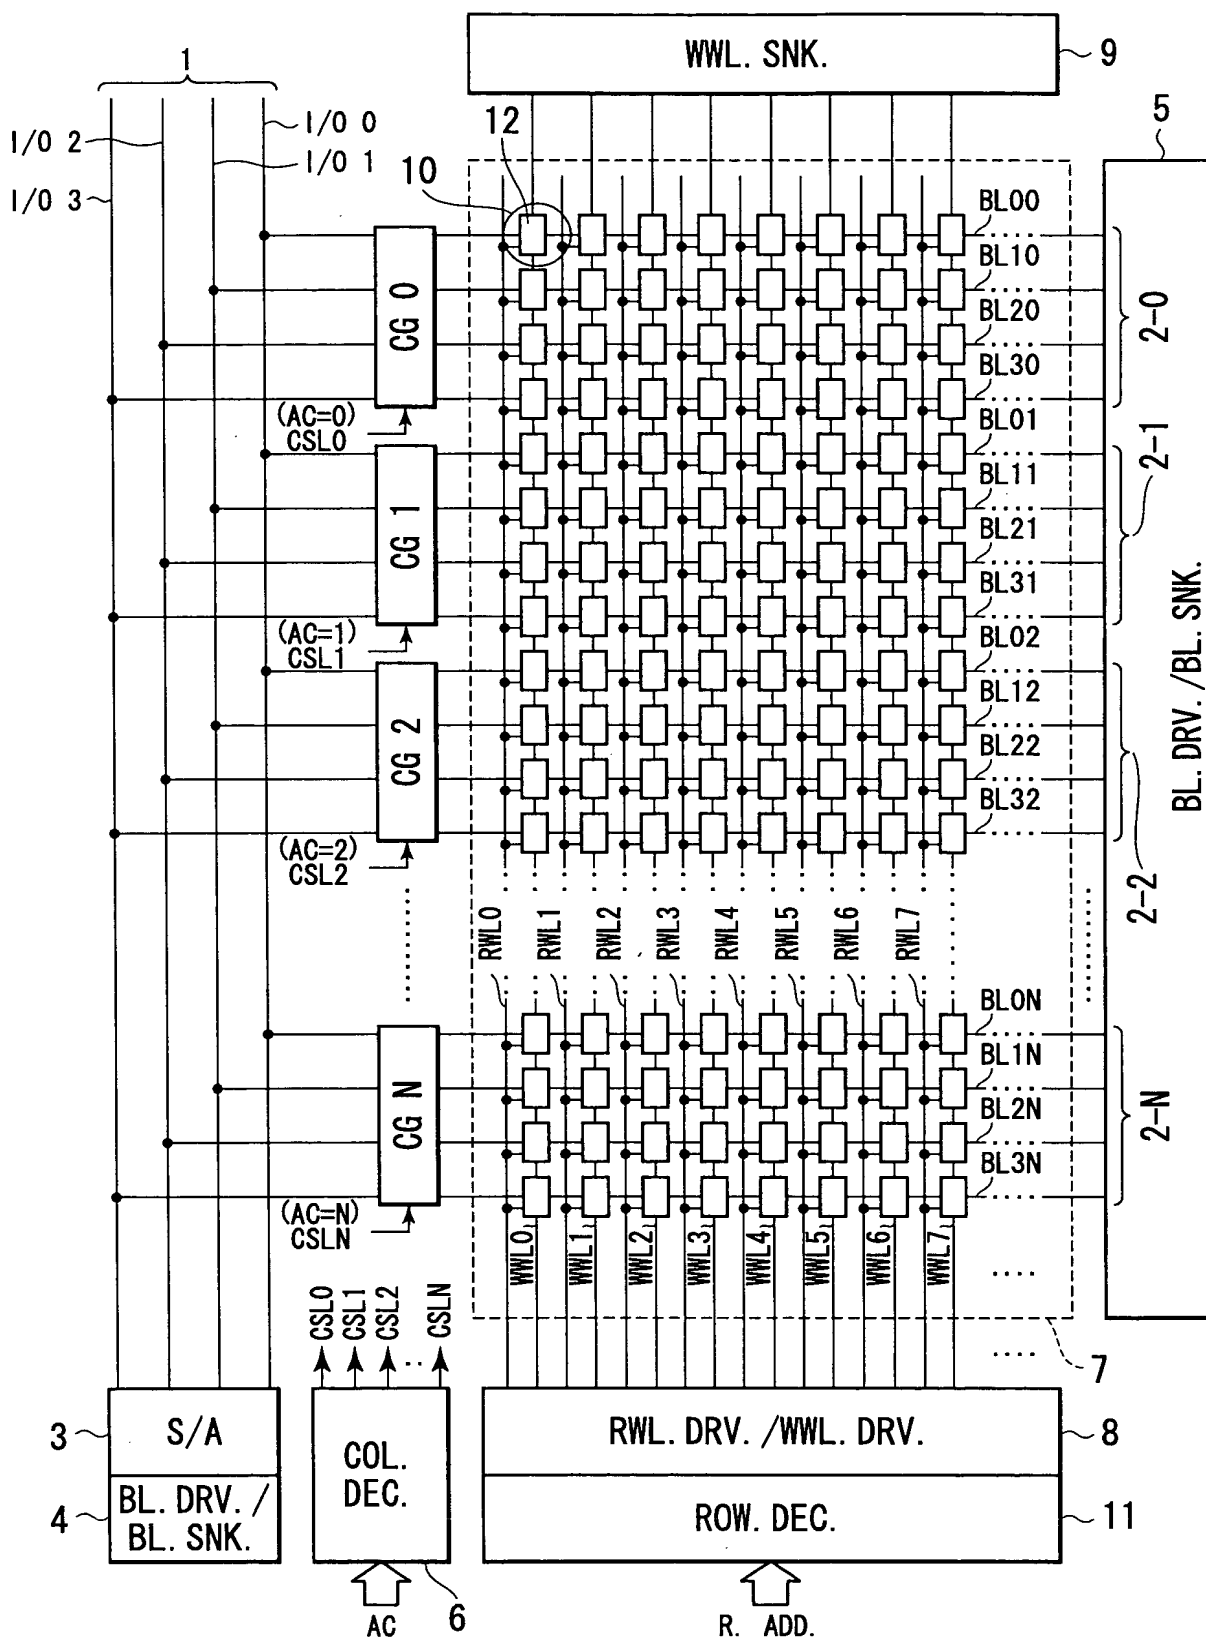 WWL. SNK.
9
1
I/O 0
I/O 2
I/O 1
I/O 3
12
10
5
BL00
BL10
BL20
BL30
2-0
CG 0
(AC=0)
CSL0
BL01
BL11
BL21
BL31
2-1
CG 1
(AC=1)
CSL1
BL02
BL12
BL22
BL32
2-2
CG 2
(AC=2)
CSL2
BL. DRV. /BL. SNK.
RWL0
RWL1
RWL2
RWL3
RWL4
RWL5
RWL6
RWL7
BL0N
BL1N
BL2N
BL3N
2-N
CG N
(AC=N)
CSLN
WWL0
WWL1
WWL2
WWL3
WWL4
WWL5
WWL6
WWL7
CSL0
CSL1
CSL2
CSLN
7
3
S/A
4
BL. DRV. /
BL. SNK.
COL.
DEC.
6
AC
RWL. DRV. /WWL. DRV.
8
ROW. DEC.
11
R. ADD.